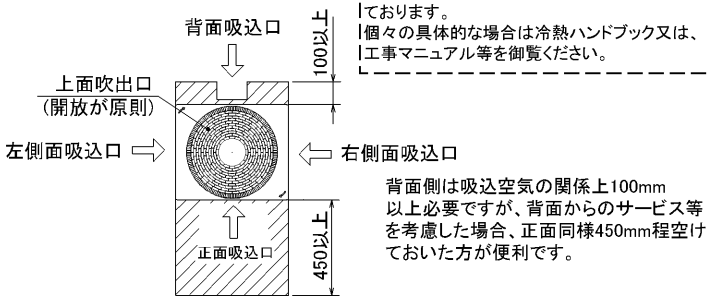 ております。
個々の具体的な場合は冷熱ハンドブック又は、
工事マニュアル等を御覧ください。
背面吸込口
100以上
上面吹出口
(開放が原則)
左側面吸込口
右側面吸込口
正面吸込口
450以上
背面側は吸込空気の関係上100mm
以上必要ですが、背面からのサービス等
を考慮した場合、正面同様450mm程空け
ておいた方が便利です。